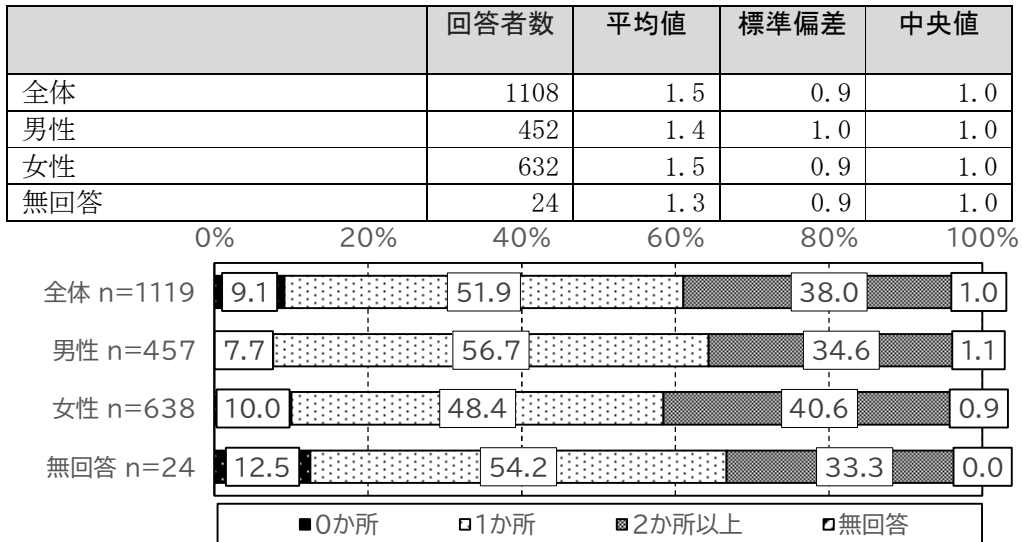 回答者数 平均値 標準偏差 中央値
全体 1108 1.5 0.9 1.0
男性 452 1.4 1.0 1.0
女性 632 1.5 0.9 1.0
無回答 24 1.3 0.9 1.0
0% 20% 40% 60% 80% 100%
全体 n=1119 9.1 51.9 38.0 1.0
男性 n=457 7.7 56.7 34.6 1.1
女性 n=638 10.0 48.4 40.6 0.9
無回答 n=24 12.5 54.2 33.3 0.0
0か所 1か所 2か所以上 無回答